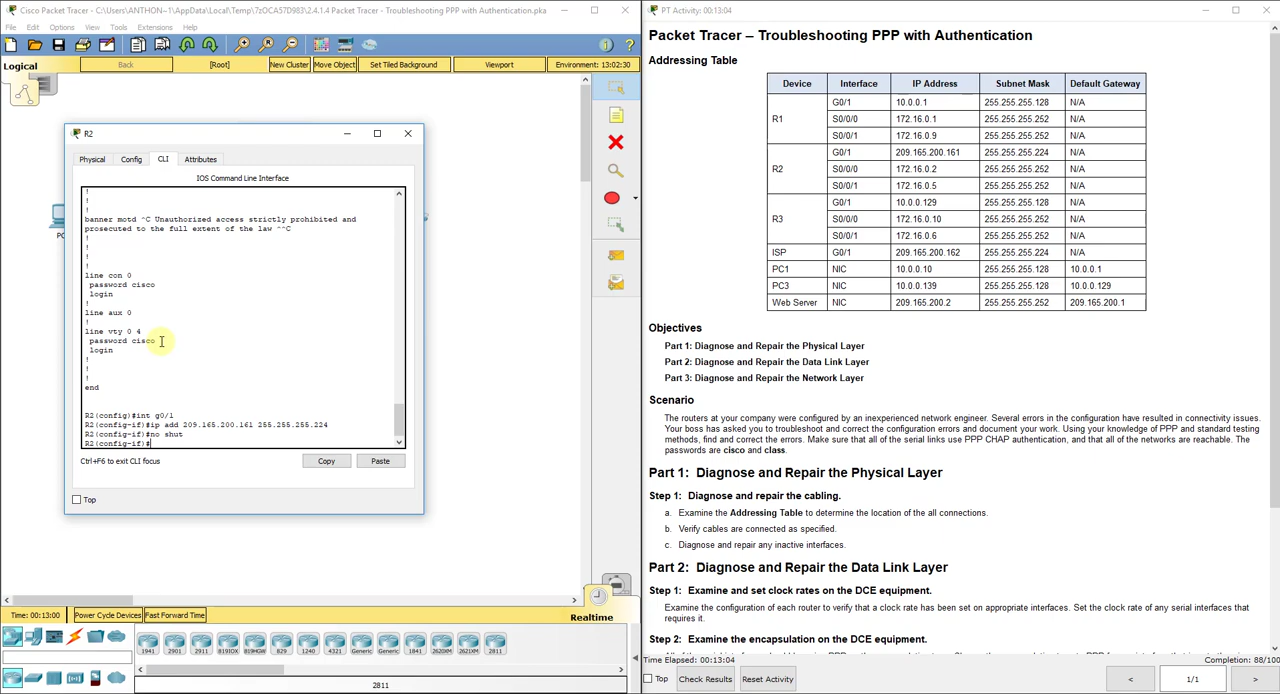 Cisco Packet Tracer - C:\Users\ANTHON~1\AppData\Local\Temp\7zOCA57D983\2.4.1.4 Packet Tracer - Troubleshooting PPP with Authentication.pka
File Edit Options View Tools Extensions Help
Logical
Back
[Root]
New Cluster
Move Object
Set Tiled Background
Viewport
Environment: 13:02:30
R2
Physical Config CLI Attributes
IOS Command Line Interface
!
!
!
banner motd ^C Unauthorized access strictly prohibited and
prosecuted to the full extent of the law ^^C
!
!
!
!
line con 0
password cisco
login
!
line aux 0
!
line vty 0 4
password cisco
login
!
!
!
end
R2(config)#int g0/1
R2(config-if)#ip add 209.165.200.161 255.255.255.224
R2(config-if)#no shut
R2(config-if)#
Ctrl+F6 to exit CLI focus
Copy
Paste
Top
PC
Time: 00:13:00
Power Cycle Devices
Fast Forward Time
Realtime
1941 2901 2911 819IOX 819HGW 829 1240 4321 Generic Generic 1841 2620XM 2621XM 2811
2811
PT Activity: 00:13:04
Packet Tracer – Troubleshooting PPP with Authentication
Addressing Table
Device Interface IP Address Subnet Mask Default Gateway
R1 G0/1 10.0.0.1 255.255.255.128 N/A
S0/0/0 172.16.0.1 255.255.255.252 N/A
S0/0/1 172.16.0.9 255.255.255.252 N/A
R2 G0/1 209.165.200.161 255.255.255.224 N/A
S0/0/0 172.16.0.2 255.255.255.252 N/A
S0/0/1 172.16.0.5 255.255.255.252 N/A
R3 G0/1 10.0.0.129 255.255.255.128 N/A
S0/0/0 172.16.0.10 255.255.255.252 N/A
S0/0/1 172.16.0.6 255.255.255.252 N/A
ISP G0/1 209.165.200.162 255.255.255.224 N/A
PC1 NIC 10.0.0.10 255.255.255.128 10.0.0.1
PC3 NIC 10.0.0.139 255.255.255.128 10.0.0.129
Web Server NIC 209.165.200.2 255.255.255.252 209.165.200.1
Objectives
Part 1: Diagnose and Repair the Physical Layer
Part 2: Diagnose and Repair the Data Link Layer
Part 3: Diagnose and Repair the Network Layer
Scenario
The routers at your company were configured by an inexperienced network engineer. Several errors in the configuration have resulted in connectivity issues.
Your boss has asked you to troubleshoot and correct the configuration errors and document your work. Using your knowledge of PPP and standard testing
methods, find and correct the errors. Make sure that all of the serial links use PPP CHAP authentication, and that all of the networks are reachable. The
passwords are cisco and class.
Part 1: Diagnose and Repair the Physical Layer
Step 1: Diagnose and repair the cabling.
a. Examine the Addressing Table to determine the location of the all connections.
b. Verify cables are connected as specified.
c. Diagnose and repair any inactive interfaces.
Part 2: Diagnose and Repair the Data Link Layer
Step 1: Examine and set clock rates on the DCE equipment.
Examine the configuration of each router to verify that a clock rate has been set on appropriate interfaces. Set the clock rate of any serial interfaces that
requires it.
Step 2: Examine the encapsulation on the DCE equipment.
Time Elapsed: 00:13:04
Completion: 88/100
Top
Check Results
Reset Activity
<
1/1
>